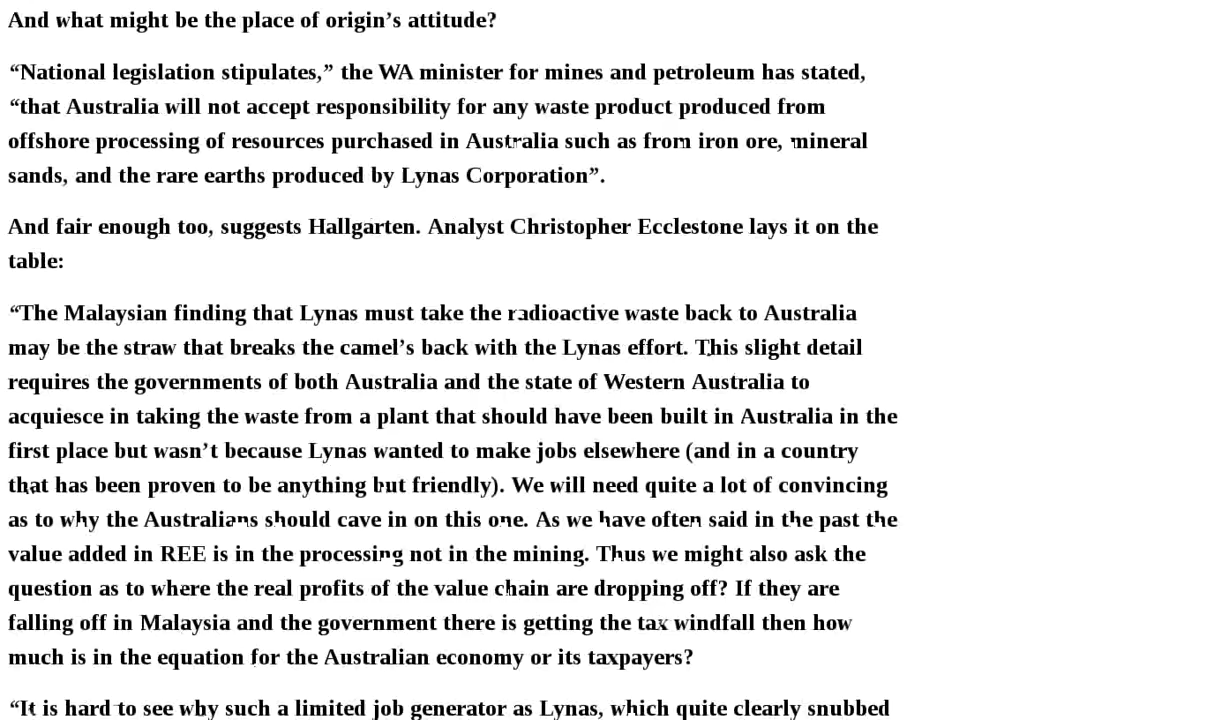 And what might be the place of origin’s attitude?
“National legislation stipulates,” the WA minister for mines and petroleum has stated,
“that Australia will not accept responsibility for any waste product produced from
offshore processing of resources purchased in Australia such as from iron ore, mineral
sands, and the rare earths produced by Lynas Corporation”.
And fair enough too, suggests Hallgarten. Analyst Christopher Ecclestone lays it on the
table:
“The Malaysian finding that Lynas must take the radioactive waste back to Australia
may be the straw that breaks the camel’s back with the Lynas effort. This slight detail
requires the governments of both Australia and the state of Western Australia to
acquiesce in taking the waste from a plant that should have been built in Australia in the
first place but wasn’t because Lynas wanted to make jobs elsewhere (and in a country
that has been proven to be anything but friendly). We will need quite a lot of convincing
as to why the Australians should cave in on this one. As we have often said in the past the
value added in REE is in the processing not in the mining. Thus we might also ask the
question as to where the real profits of the value chain are dropping off? If they are
falling off in Malaysia and the government there is getting the tax windfall then how
much is in the equation for the Australian economy or its taxpayers?
“It is hard to see why such a limited job generator as Lynas, which quite clearly snubbed